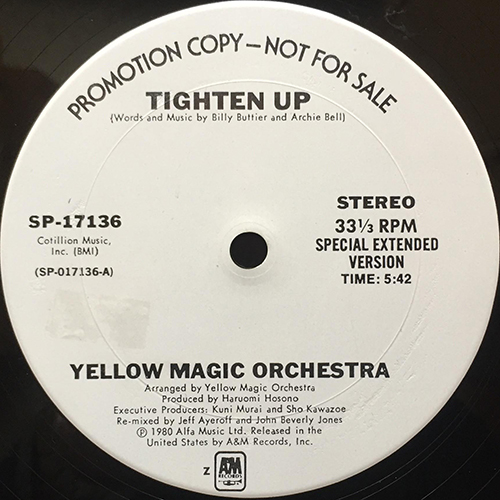 PROMOTION COPY — NOT FOR SALE
TIGHTEN UP
(Words and Music by Billy Buttier and Archie Bell)
SP-17136
Cotillion Music,
Inc. (BMI)
(SP-017136-A)
STEREO
33⅓ RPM
SPECIAL EXTENDED
VERSION
TIME: 5:42
YELLOW MAGIC ORCHESTRA
Arranged by Yellow Magic Orchestra
Produced by Haruomi Hosono
Executive Producers: Kuni Murai and Sho Kawazoe
Re-mixed by Jeff Ayeroff and John Beverly Jones
℗ 1980 Alfa Music Ltd. Released in the
United States by A&M Records, Inc.
Z
A&M
RECORDS